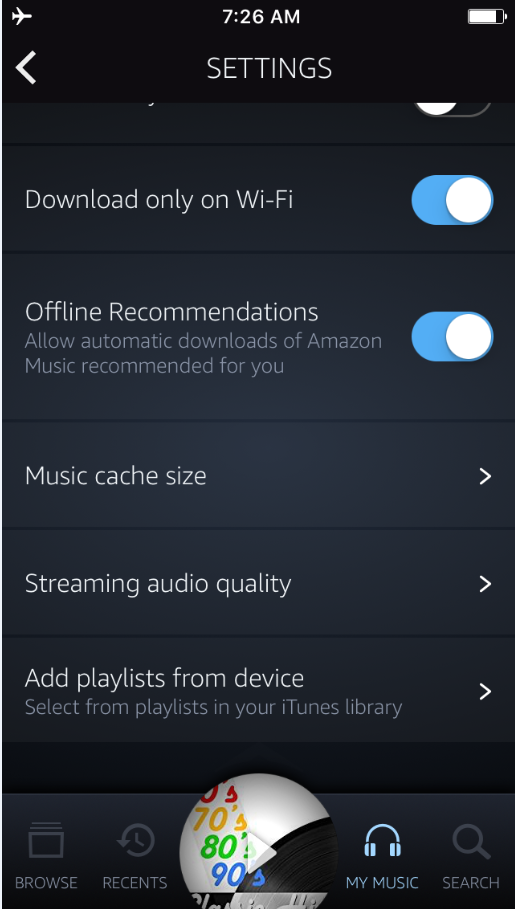 7:26 AM
SETTINGS
Download only on Wi-Fi
Offline Recommendations
Allow automatic downloads of Amazon
Music recommended for you
Music cache size
Streaming audio quality
Add playlists from device
Select from playlists in your iTunes library
70's
80's
90's
BROWSE
RECENTS
MY MUSIC
SEARCH